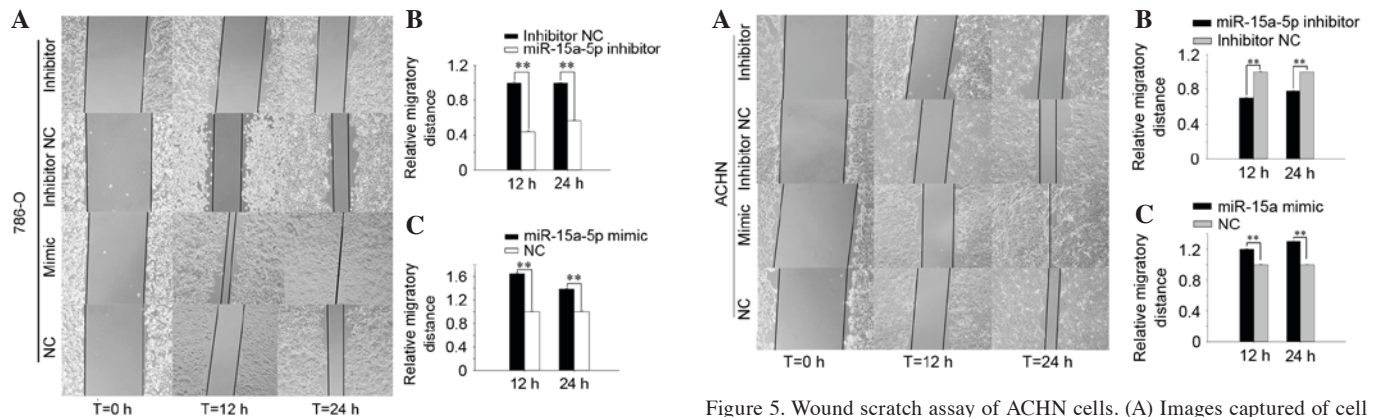 A
786-O
Inhibitor
Inhibitor NC
Mimic
NC
T=0 h T=12 h T=24 h
B
Inhibitor NC
miR-15a-5p inhibitor
Relative migratory
distance
1.2
0.8
0.4
0
**
**
12 h 24 h
C
miR-15a-5p mimic
NC
Relative migratory
distance
1.6
1.2
0.8
0.4
0
**
**
12 h 24 h
A
ACHN
Inhibitor
Inhibitor NC
Mimic
NC
T=0 h T=12 h T=24 h
B
miR-15a-5p inhibitor
Inhibitor NC
Relative migratory
distance
1.2
0.8
0.4
0
**
**
12 h 24 h
C
miR-15a mimic
NC
Relative migratory
distance
1.2
0.8
0.4
0
**
**
12 h 24 h
Figure 5. Wound scratch assay of ACHN cells. (A) Images captured of cell